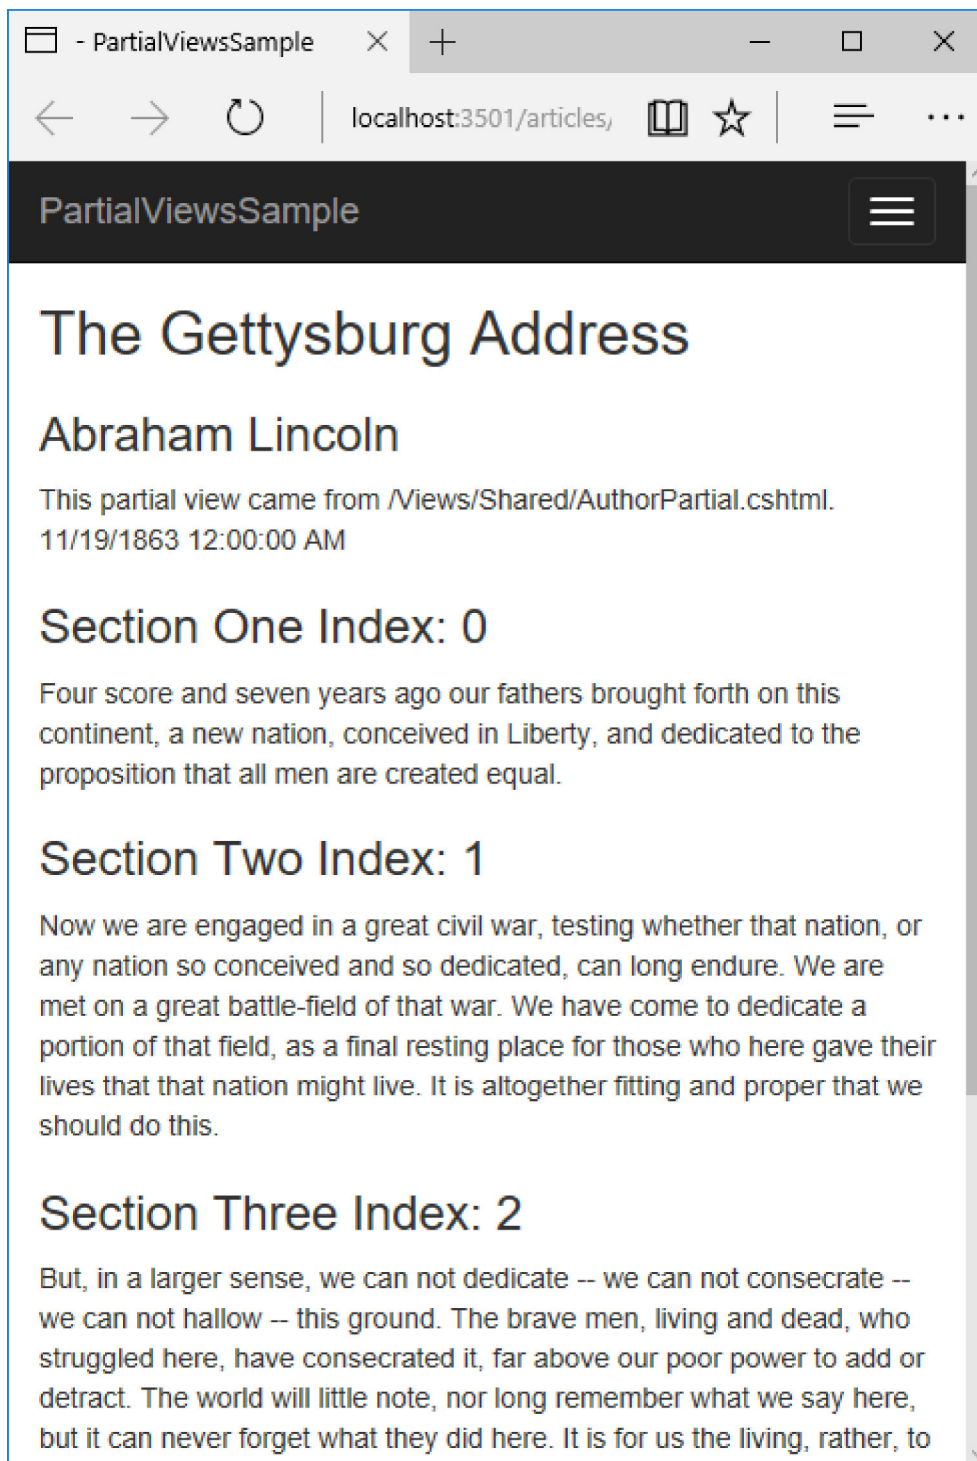 - PartialViewsSample
localhost:3501/articles/
PartialViewsSample
The Gettysburg Address
Abraham Lincoln
This partial view came from /Views/Shared/AuthorPartial.cshtml.
11/19/1863 12:00:00 AM
Section One Index: 0
Four score and seven years ago our fathers brought forth on this
continent, a new nation, conceived in Liberty, and dedicated to the
proposition that all men are created equal.
Section Two Index: 1
Now we are engaged in a great civil war, testing whether that nation, or
any nation so conceived and so dedicated, can long endure. We are
met on a great battle-field of that war. We have come to dedicate a
portion of that field, as a final resting place for those who here gave their
lives that that nation might live. It is altogether fitting and proper that we
should do this.
Section Three Index: 2
But, in a larger sense, we can not dedicate -- we can not consecrate --
we can not hallow -- this ground. The brave men, living and dead, who
struggled here, have consecrated it, far above our poor power to add or
detract. The world will little note, nor long remember what we say here,
but it can never forget what they did here. It is for us the living, rather, to